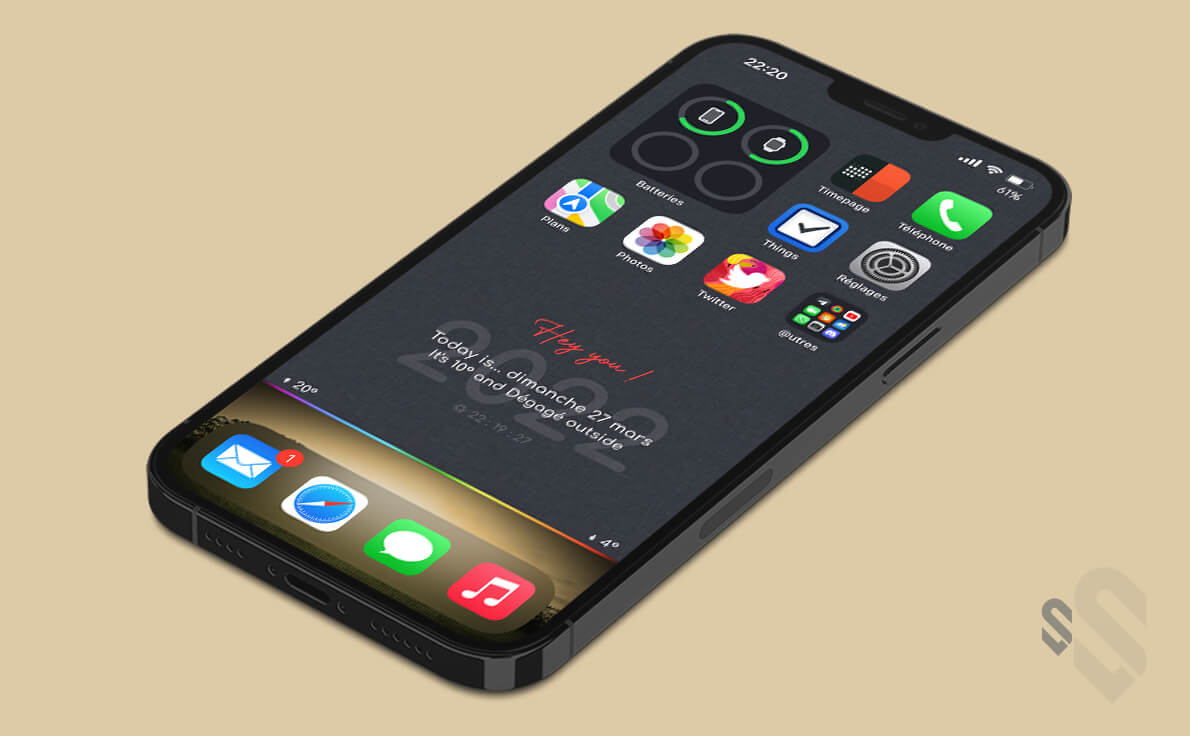 22:20
61%
Batteries
Timepage
Téléphone
Plans
Photos
Things
Réglages
Twitter
@utres
2022
Hey you !
Today is... dimanche 27 mars
It's 10° and Dégagé outside
22:19:27
20°
4°
1